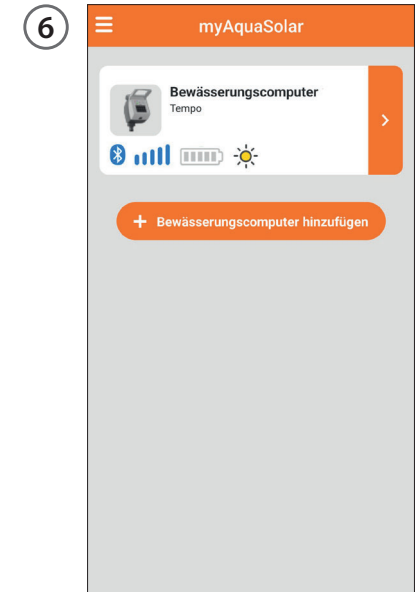 6
myAquaSolar
Bewässerungscomputer
Tempo
+ Bewässerungscomputer hinzufügen